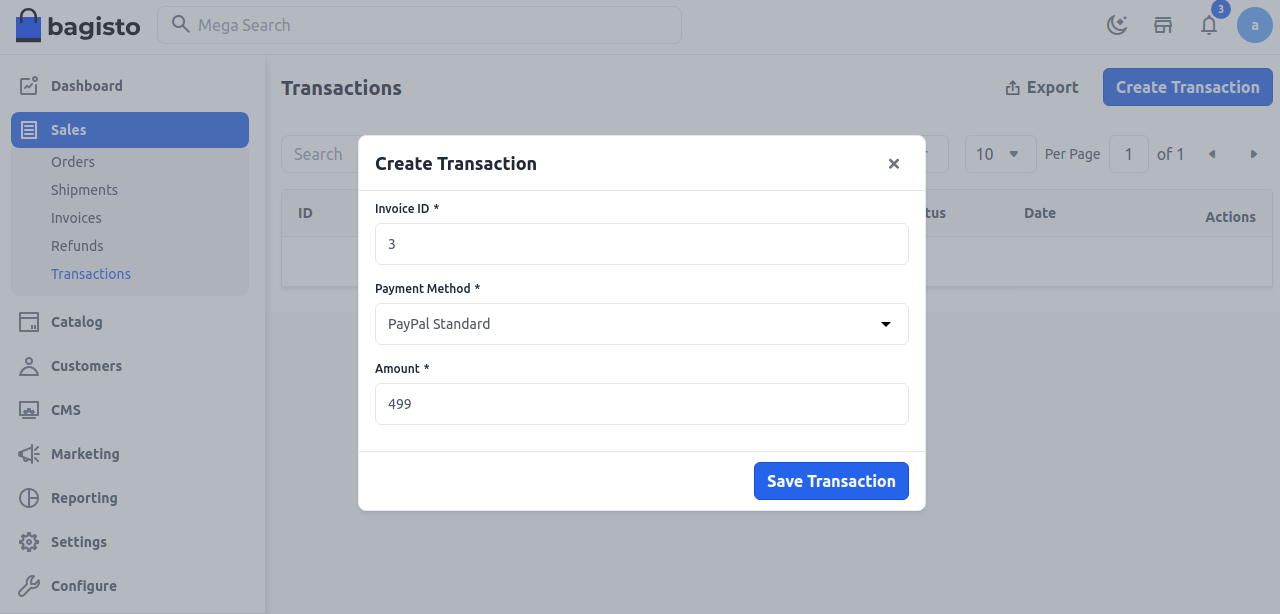 bagisto
Mega Search
3
a
Dashboard
Sales
Orders
Shipments
Invoices
Refunds
Transactions
Catalog
Customers
CMS
Marketing
Reporting
Settings
Configure
Transactions
Export
Create Transaction
Search
10
Per Page
1
of 1
ID
Date
Actions
Create Transaction
Invoice ID *
3
Payment Method *
PayPal Standard
Amount *
499
Save Transaction